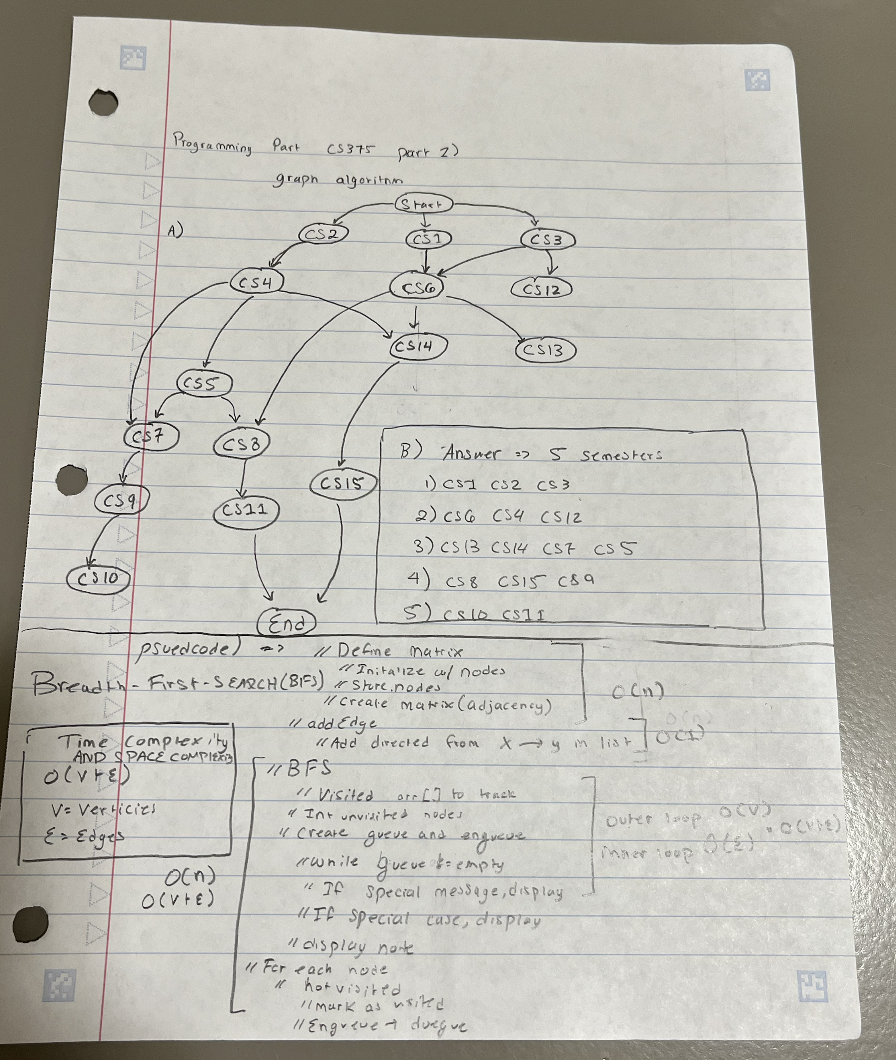 Programming Part CS375 part 2)
graph algoritnm
A)
Start
CS2 CS1 CS3
CS4 CS6 CS12
CS14 CS13
CS5
CS7 CS8
CS9 CS11 CS15
CS10
End
B) Answer => 5 semesters
1) CS1 CS2 CS3
2) CS6 CS4 CS12
3) CS13 CS14 CS7 CS5
4) CS8 CS15 CS9
5) CS10 CS11
psuedcode) => // Define matrix
// Initalize w/ nodes
Breadth-First-SEARCH(BFS) // Store nodes
// Create matrix (adjacency)
O(n)
// addEdge
// Add directed from x → y in list
O(1)
Time Complexity
AND SPACE COMPLEXITY
O(V+E)
V= Verticies
E= Edges
O(n)
O(V+E)
// BFS
// Visited arr[] to track
// Int unvisited nodes
// Create queue and enqueue
// While queue != empty
// If special message, display
outer loop O(V)
inner loop O(E)
O(V+E)
// If special case, display
// display node
// For each node
// not visited
// mark as visited
// Enqueue → dueque